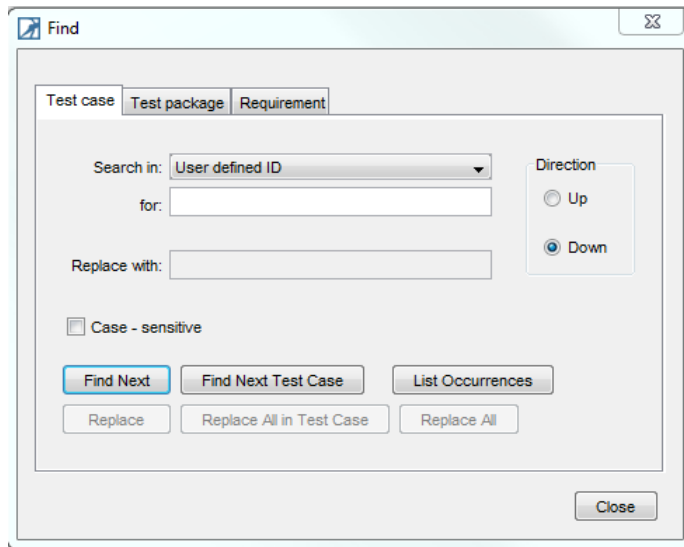 Find
Test case Test package Requirement
Search in: User defined ID
for:
Direction
Up
Down
Replace with:
Case - sensitive
Find Next Find Next Test Case List Occurrences
Replace Replace All in Test Case Replace All
Close